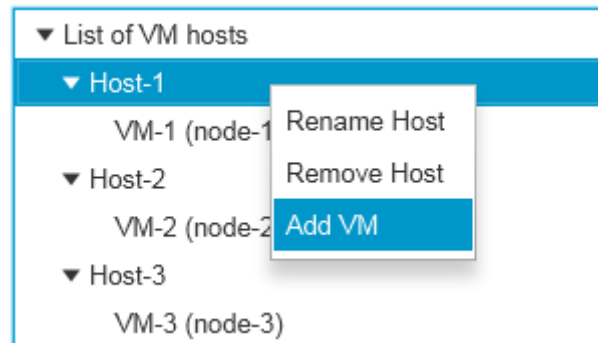 List of VM hosts
Host-1
VM-1 (node-1
Host-2
VM-2 (node-2
Host-3
VM-3 (node-3)
Rename Host
Remove Host
Add VM